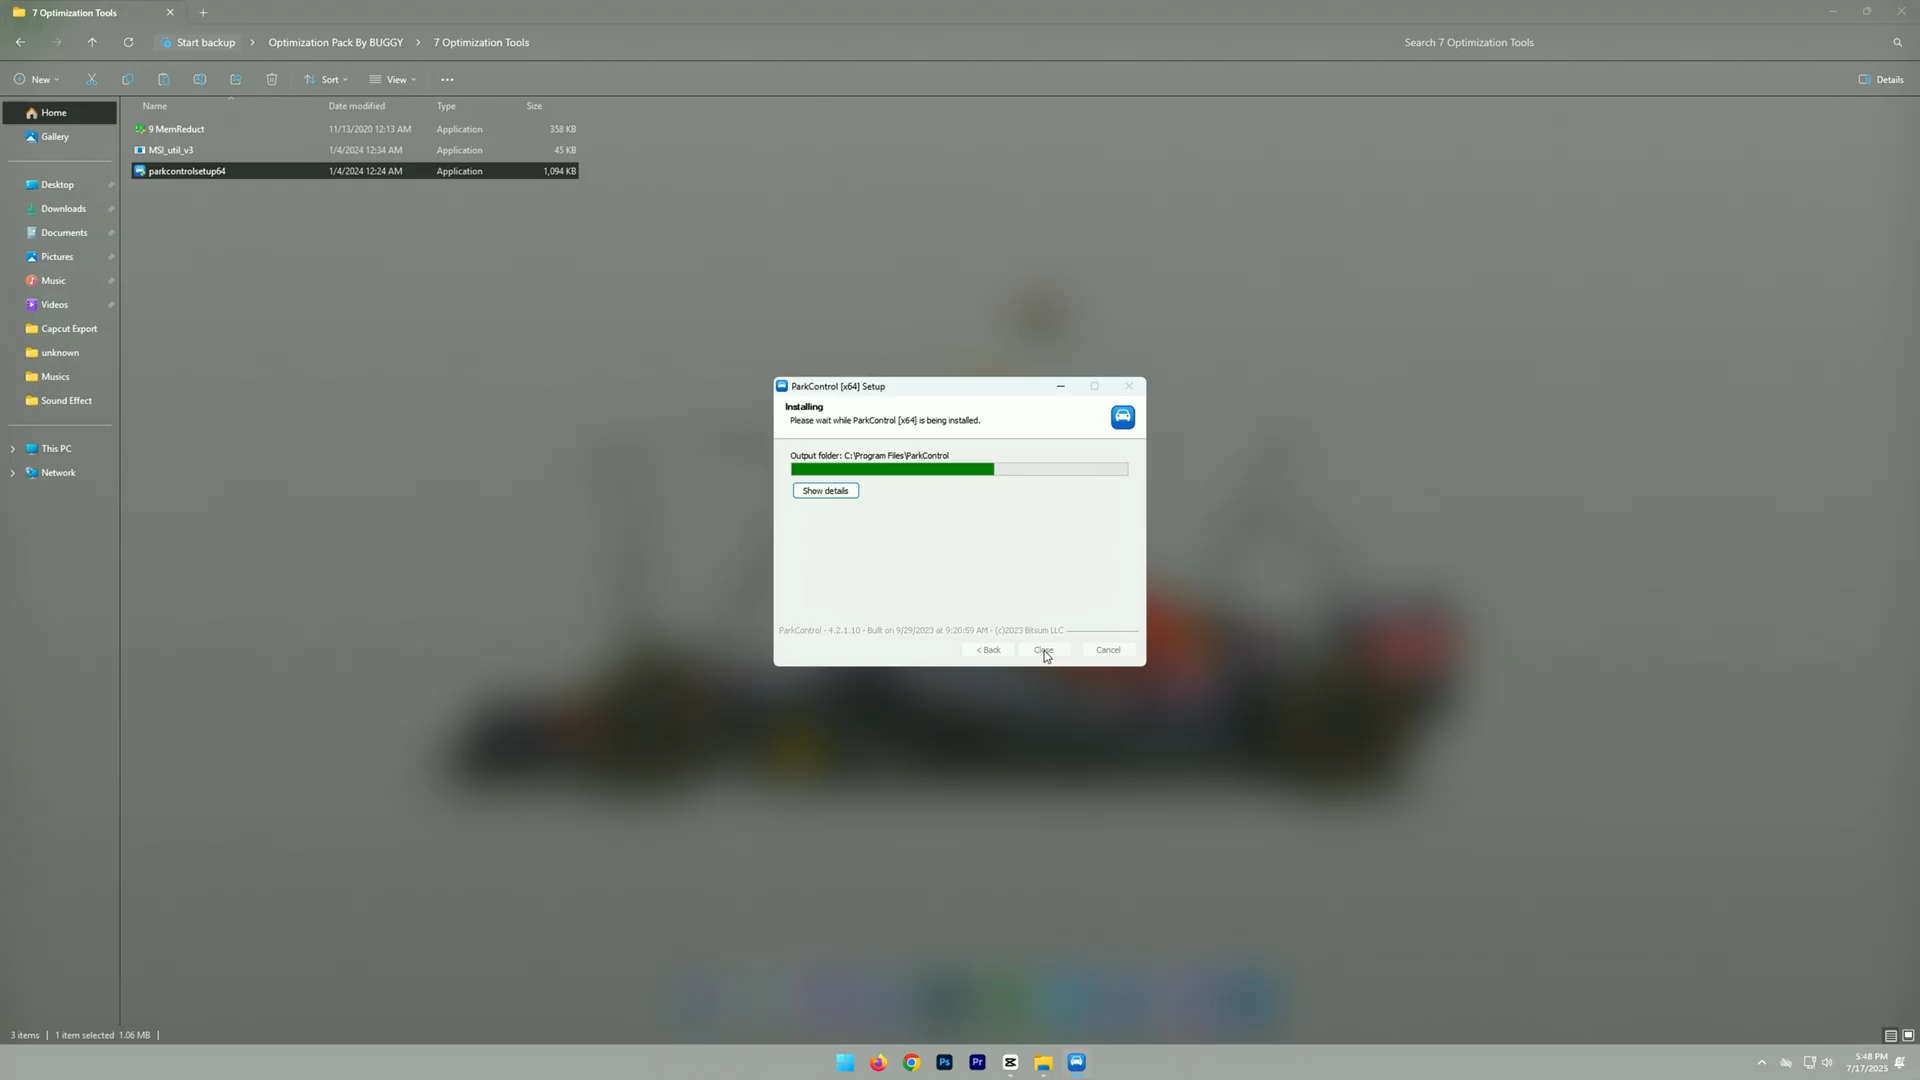 7 Optimization Tools
Start backup
Optimization Pack By BUGGY
7 Optimization Tools
Search 7 Optimization Tools
New
Sort
View
Details
Name Date modified Type Size
9 MemReduct 11/13/2020 12:13 AM Application 358 KB
MSI_util_v3 1/4/2024 12:34 AM Application 45 KB
parkcontrolsetup64 1/4/2024 12:24 AM Application 1,094 KB
Home
Gallery
Desktop
Downloads
Documents
Pictures
Music
Videos
Capcut Export
unknown
Musics
Sound Effect
This PC
Network
ParkControl [x64] Setup
Installing
Please wait while ParkControl [x64] is being installed.
Output folder: C:\Program Files\ParkControl
Show details
ParkControl - 4.2.1.10 - Built on 9/29/2023 at 9:20:59 AM - (c)2023 Bitsum LLC
< Back Close Cancel
3 items 1 item selected 1.06 MB
Ps
Pr
5:48 PM
7/17/2025